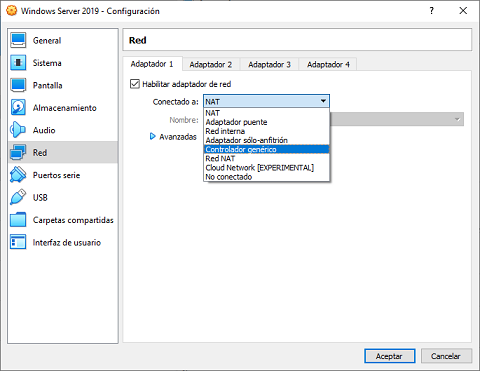 Windows Server 2019 - Configuración
? ×
General
Sistema
Pantalla
Almacenamiento
Audio
Red
Puertos serie
USB
Carpetas compartidas
Interfaz de usuario
Red
Adaptador 1 Adaptador 2 Adaptador 3 Adaptador 4
Habilitar adaptador de red
Conectado a: NAT
Nombre:
Avanzadas
NAT
Adaptador puente
Red interna
Adaptador sólo-anfitrión
Controlador genérico
Red NAT
Cloud Network [EXPERIMENTAL]
No conectado
Aceptar Cancelar